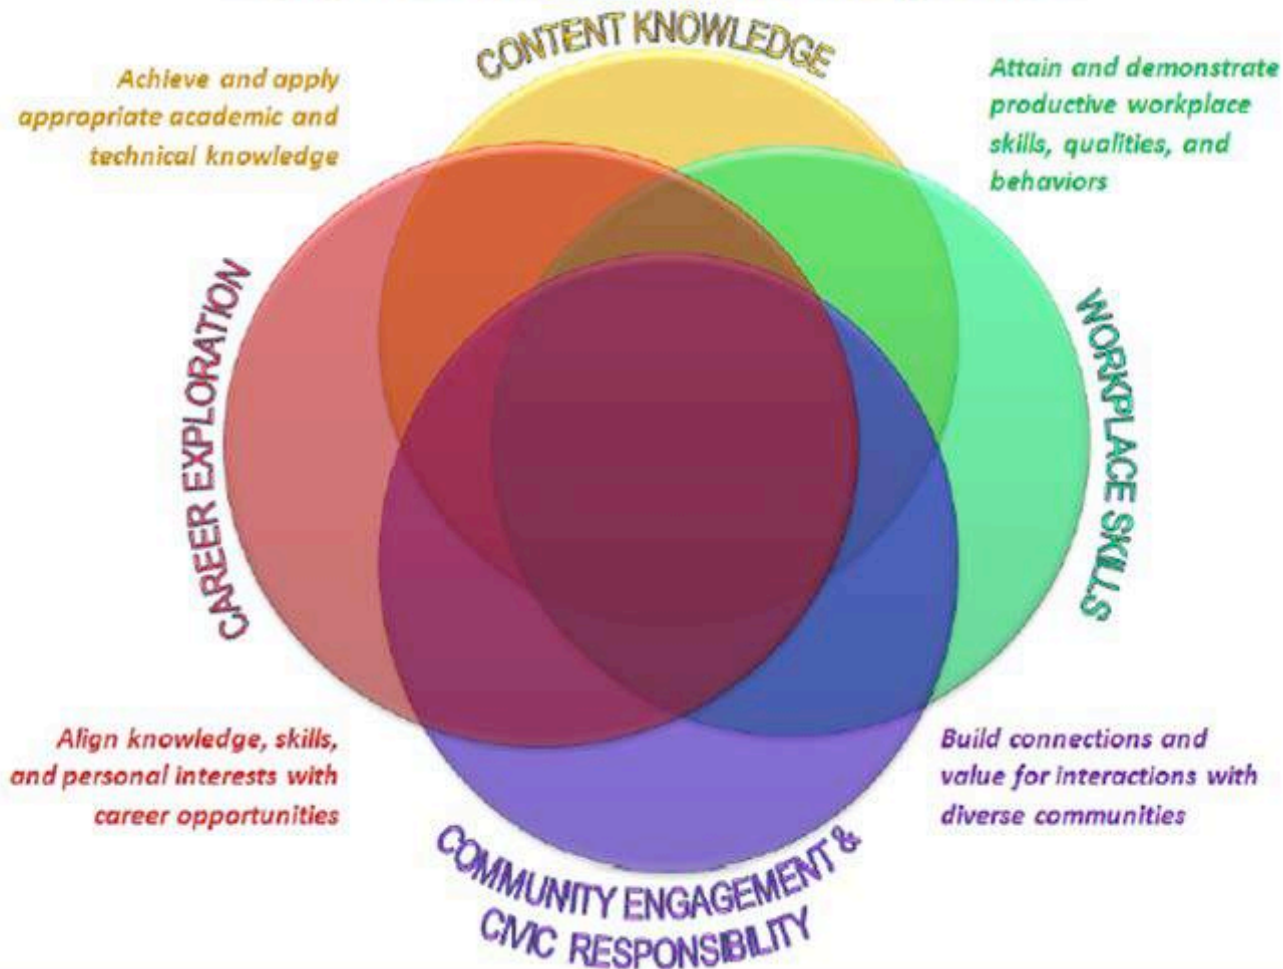 CONTENT KNOWLEDGE
Achieve and apply
appropriate academic and
technical knowledge
Attain and demonstrate
productive workplace
skills, qualities, and
behaviors
CAREER EXPLORATION
WORKPLACE SKILLS
Align knowledge, skills,
and personal interests with
career opportunities
Build connections and
value for interactions with
diverse communities
COMMUNITY ENGAGEMENT &
CIVIC RESPONSIBILITY